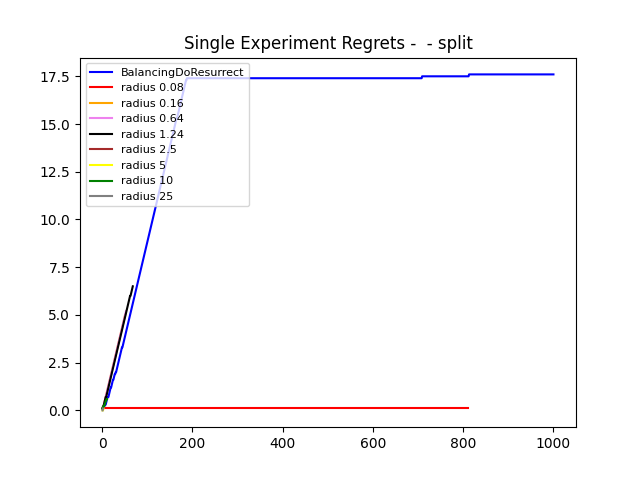 Single Experiment Regrets -  - split
17.5
15.0
12.5
10.0
7.5
5.0
2.5
0.0
BalancingDoResurrect
radius 0.08
radius 0.16
radius 0.64
radius 1.24
radius 2.5
radius 5
radius 10
radius 25
0 200 400 600 800 1000